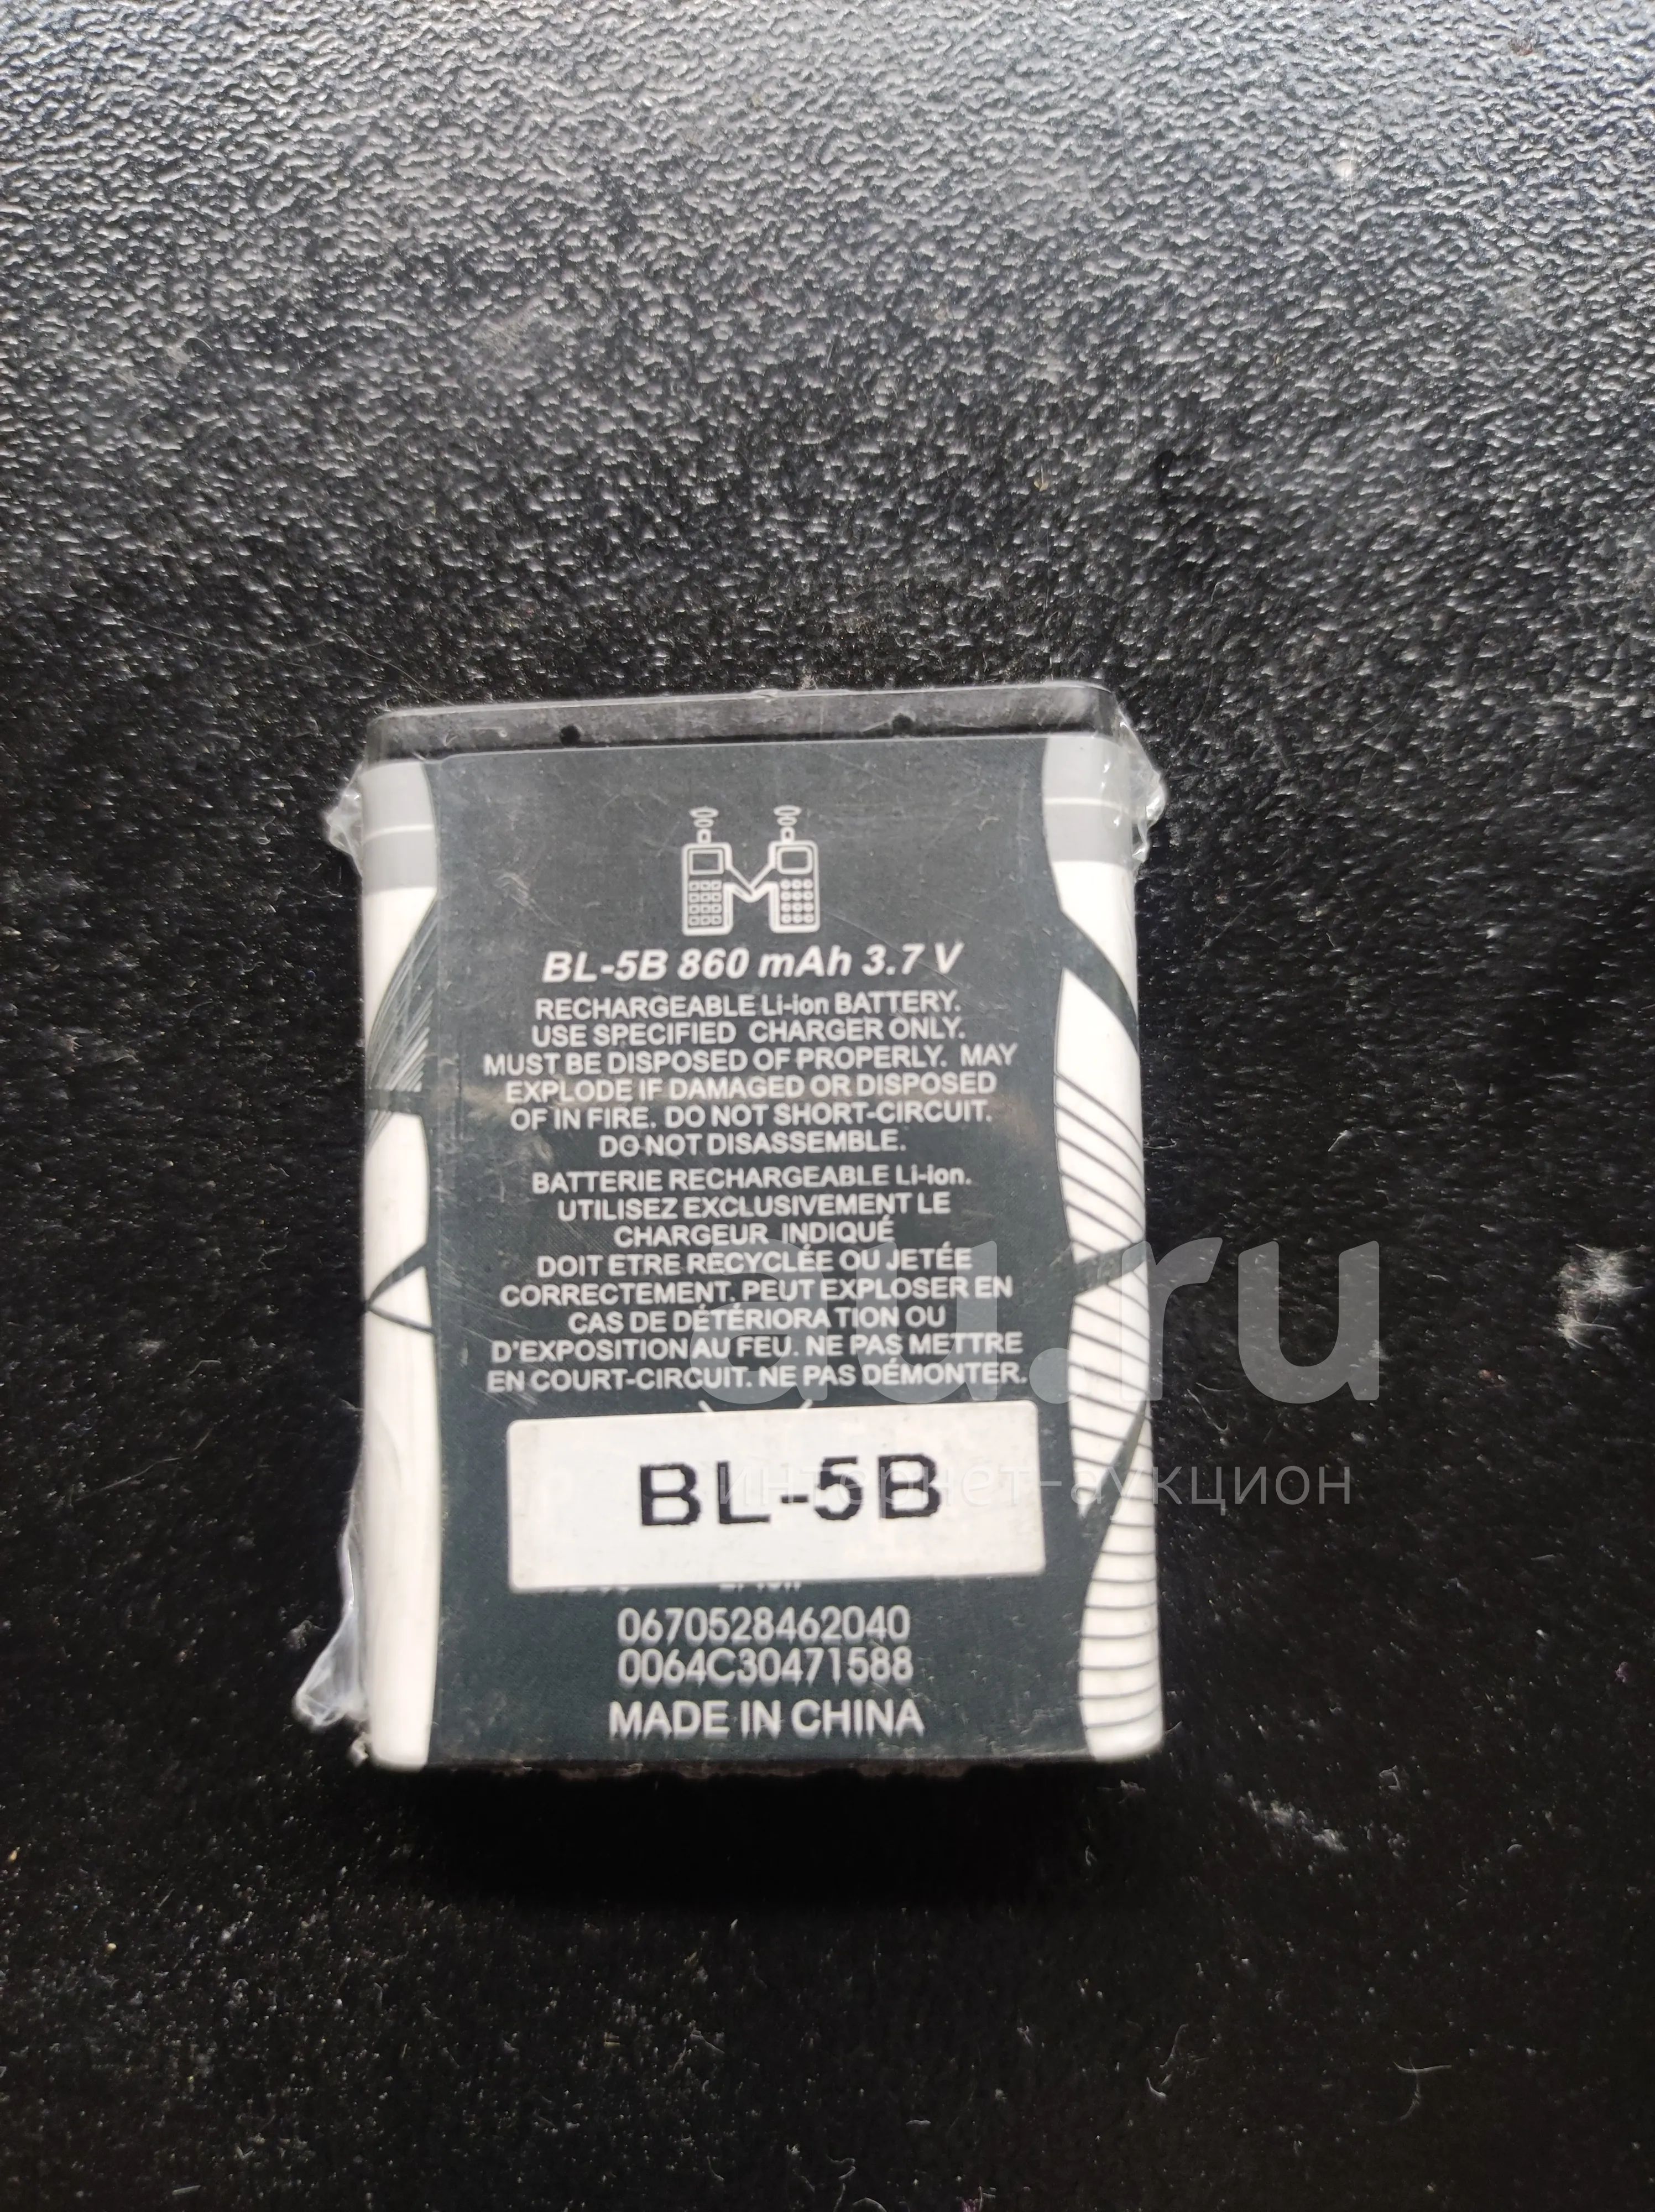 BL-5B 860 mAh 3.7 V
RECHARGEABLE Li-ion BATTERY.
USE SPECIFIED CHARGER ONLY.
MUST BE DISPOSED OF PROPERLY. MAY
EXPLODE IF DAMAGED OR DISPOSED
OF IN FIRE. DO NOT SHORT-CIRCUIT.
DO NOT DISASSEMBLE.
BATTERIE RECHARGEABLE Li-ion.
UTILISEZ EXCLUSIVEMENT LE
CHARGEUR INDIQUÉ
DOIT ETRE RECYCLÉE OU JETÉE
CORRECTEMENT. PEUT EXPLOSER EN
CAS DE DÉTÉRIORATION OU
D'EXPOSITION AU FEU. NE PAS METTRE
EN COURT-CIRCUIT. NE PAS DÉMONTER.
au.ru
интернет-аукцион
BL-5B
0670528462040
0064C30471588
MADE IN CHINA